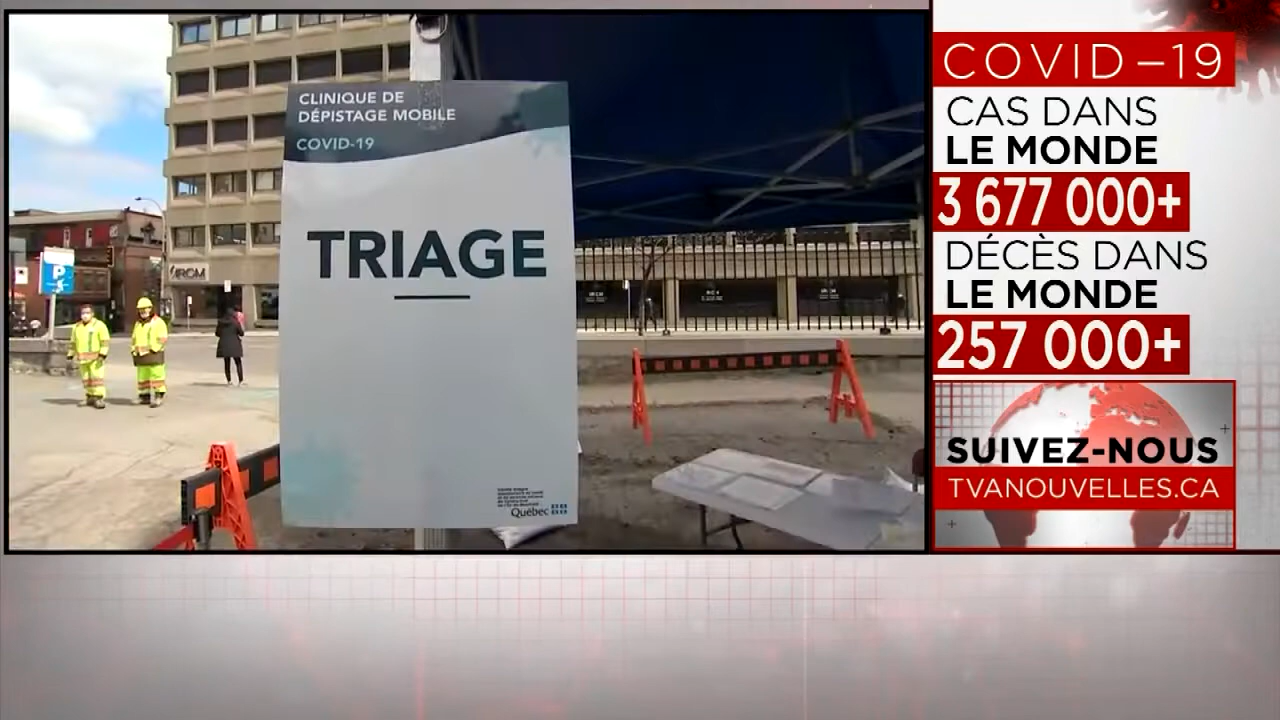 CLINIQUE DE
DÉPISTAGE MOBILE
COVID-19
TRIAGE
Québec
IRCM
P
COVID–19
CAS DANS
LE MONDE
3 677 000+
DÉCÈS DANS
LE MONDE
257 000+
SUIVEZ-NOUS
TVANOUVELLES.CA